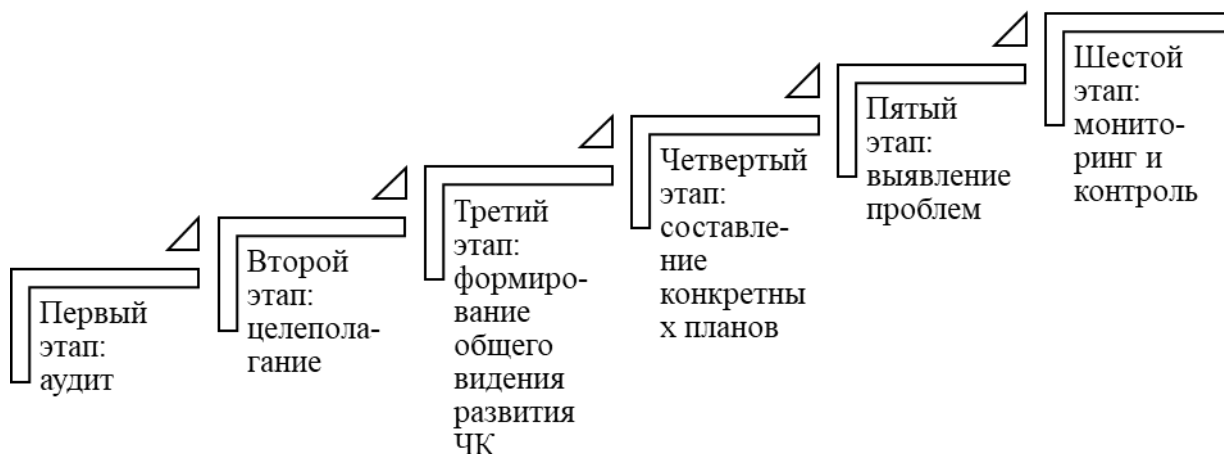 Первый
этап:
аудит
Второй
этап:
целепола-
гание
Третий
этап:
формиро-
вание
общего
видения
развития
ЧК
Четвертый
этап:
составле-
ние
конкретны
х планов
Пятый
этап:
выявление
проблем
Шестой
этап:
монито-
ринг и
контроль